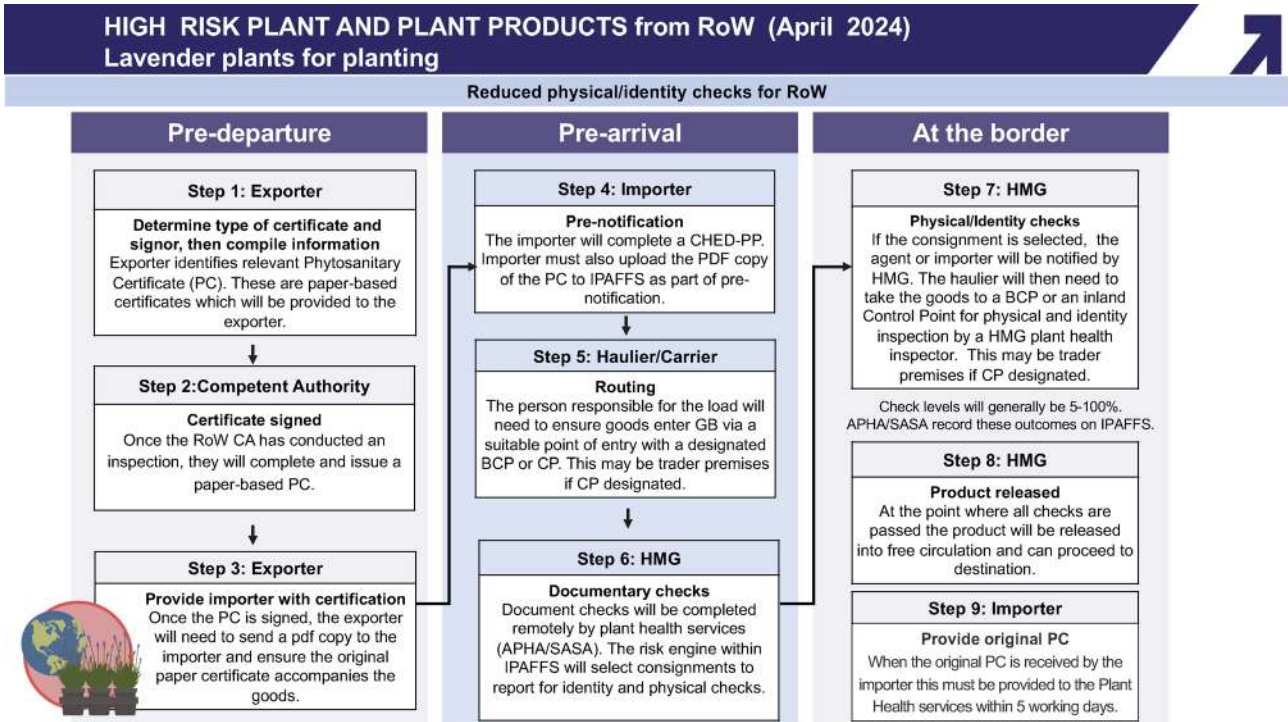 HIGH RISK PLANT AND PLANT PRODUCTS from RoW (April 2024)
Lavender plants for planting
Reduced physical/identity checks for RoW
Pre-departure
Step 1: Exporter
Determine type of certificate and
signor, then compile information
Exporter identifies relevant Phytosanitary
Certificate (PC). These are paper-based
certificates which will be provided to the
exporter.
Step 2:Competent Authority
Certificate signed
Once the RoW CA has conducted an
inspection, they will complete and issue a
paper-based PC.
Step 3: Exporter
Provide importer with certification
Once the PC is signed, the exporter
will need to send a pdf copy to the
importer and ensure the original
paper certificate accompanies the
goods.
Pre-arrival
Step 4: Importer
Pre-notification
The importer will complete a CHED-PP.
Importer must also upload the PDF copy
of the PC to IPAFFS as part of pre-
notification.
Step 5: Haulier/Carrier
Routing
The person responsible for the load will
need to ensure goods enter GB via a
suitable point of entry with a designated
BCP or CP. This may be trader premises
if CP designated.
Step 6: HMG
Documentary checks
Document checks will be completed
remotely by plant health services
(APHA/SASA). The risk engine within
IPAFFS will select consignments to
report for identity and physical checks.
At the border
Step 7: HMG
Physical/Identity checks
If the consignment is selected, the
agent or importer will be notified by
HMG. The haulier will then need to
take the goods to a BCP or an inland
Control Point for physical and identity
inspection by a HMG plant health
inspector. This may be trader
premises if CP designated.
Check levels will generally be 5-100%.
APHA/SASA record these outcomes on IPAFFS.
Step 8: HMG
Product released
At the point where all checks are
passed the product will be released
into free circulation and can proceed to
destination.
Step 9: Importer
Provide original PC
When the original PC is received by the
importer this must be provided to the Plant
Health services within 5 working days.